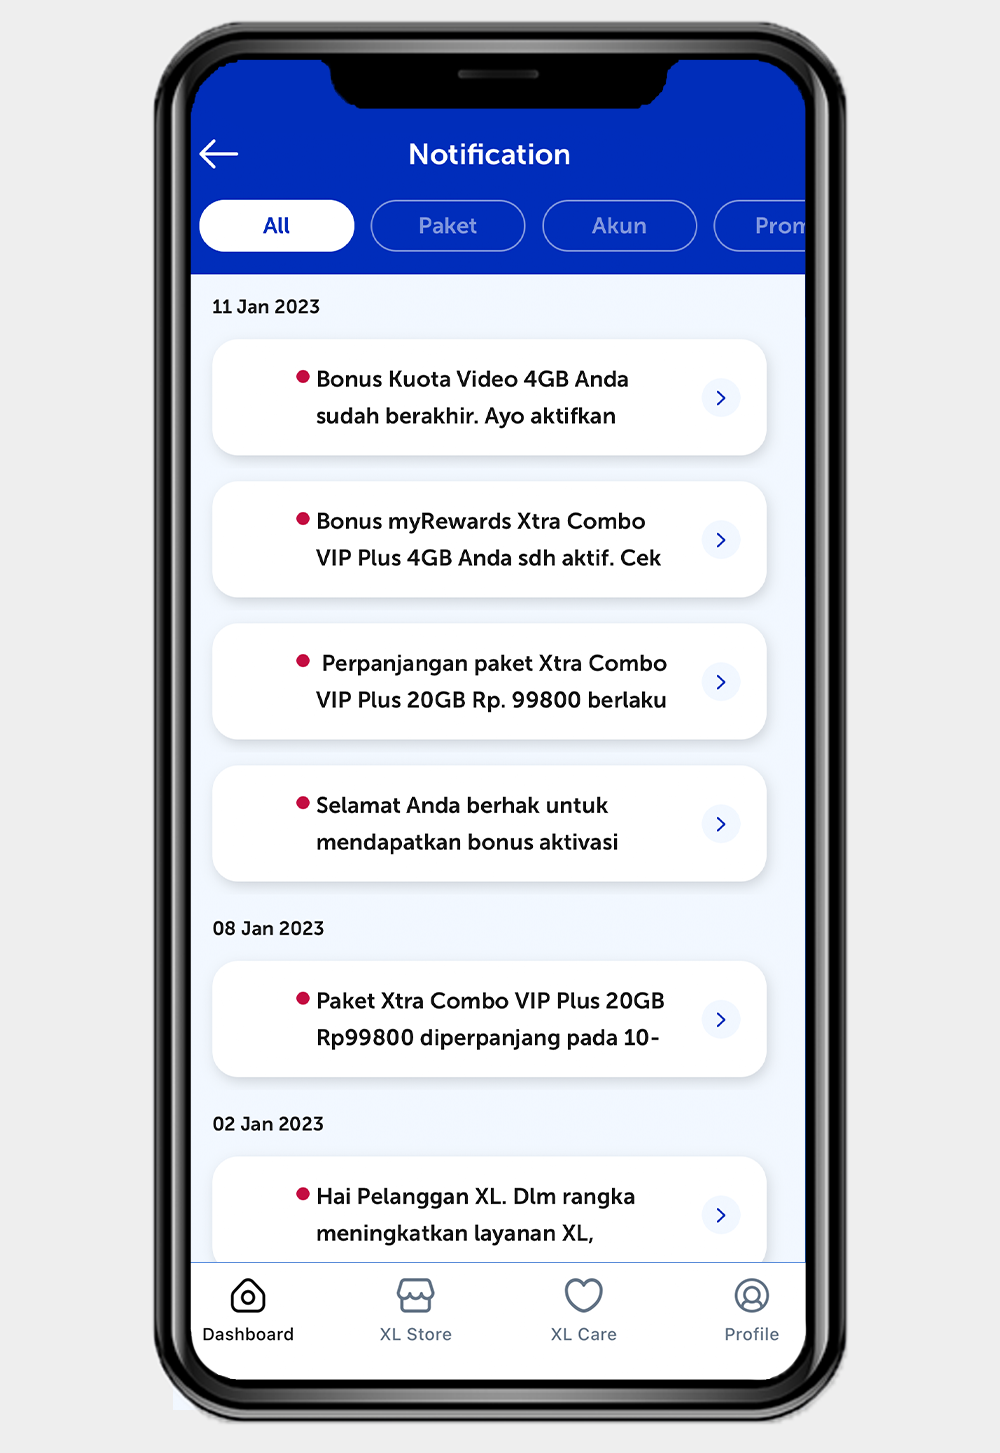 Notification
All
Paket
Akun
Prom
11 Jan 2023
Bonus Kuota Video 4GB Anda
sudah berakhir. Ayo aktifkan
Bonus myRewards Xtra Combo
VIP Plus 4GB Anda sdh aktif. Cek
Perpanjangan paket Xtra Combo
VIP Plus 20GB Rp. 99800 berlaku
Selamat Anda berhak untuk
mendapatkan bonus aktivasi
08 Jan 2023
Paket Xtra Combo VIP Plus 20GB
Rp99800 diperpanjang pada 10-
02 Jan 2023
Hai Pelanggan XL. Dlm rangka
meningkatkan layanan XL,
Dashboard
XL Store
XL Care
Profile